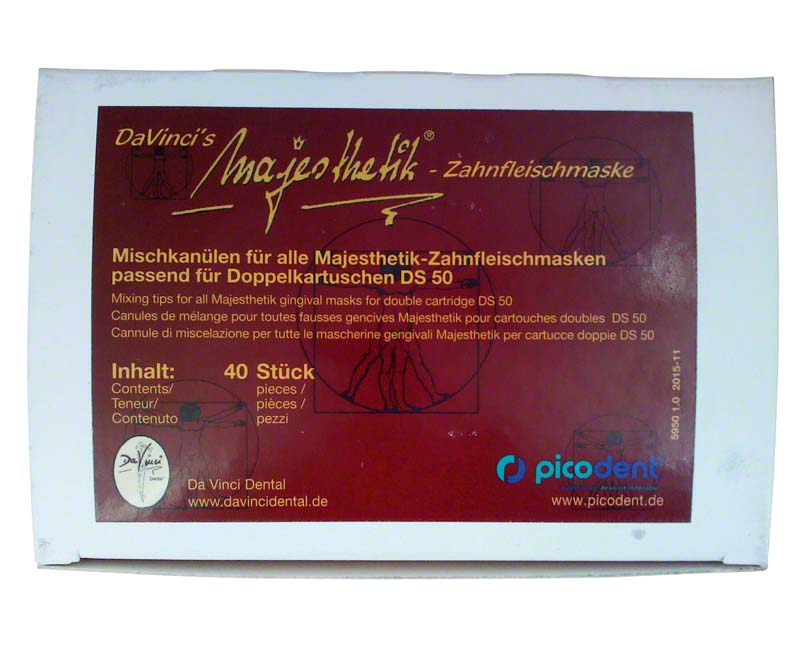 DaVinci's Majesthetik® - Zahnfleischmaske
Mischkanülen für alle Majesthetik-Zahnfleischmasken
passend für Doppelkartuschen DS 50
Mixing tips for all Majesthetik gingival masks for double cartridge DS 50
Canules de mélange pour toutes fausses gencives Majesthetik pour cartouches doubles DS 50
Cannule di miscelazione per tutte le mascherine gengivali Majesthetik per cartucce doppie DS 50
Inhalt: 40 Stück
Contents/ pieces /
Teneur/ pièces /
Contenuto pezzi
5950 1.0 2015-11
Da Vinci
Dental
Da Vinci Dental
www.davincidental.de
picodent
www.picodent.de